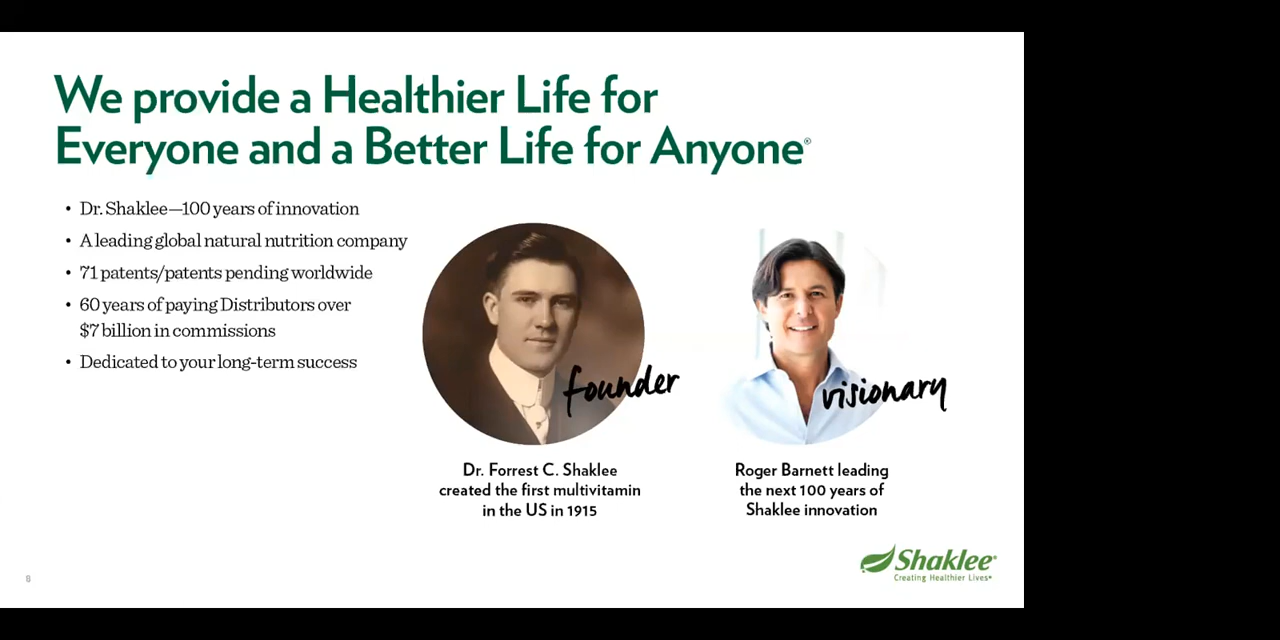 We provide a Healthier Life for
Everyone and a Better Life for Anyone®
• Dr. Shaklee—100 years of innovation
• A leading global natural nutrition company
• 71 patents/patents pending worldwide
• 60 years of paying Distributors over
$7 billion in commissions
• Dedicated to your long-term success
founder
visionary
Dr. Forrest C. Shaklee
created the first multivitamin
in the US in 1915
Roger Barnett leading
the next 100 years of
Shaklee innovation
Shaklee®
Creating Healthier Lives®